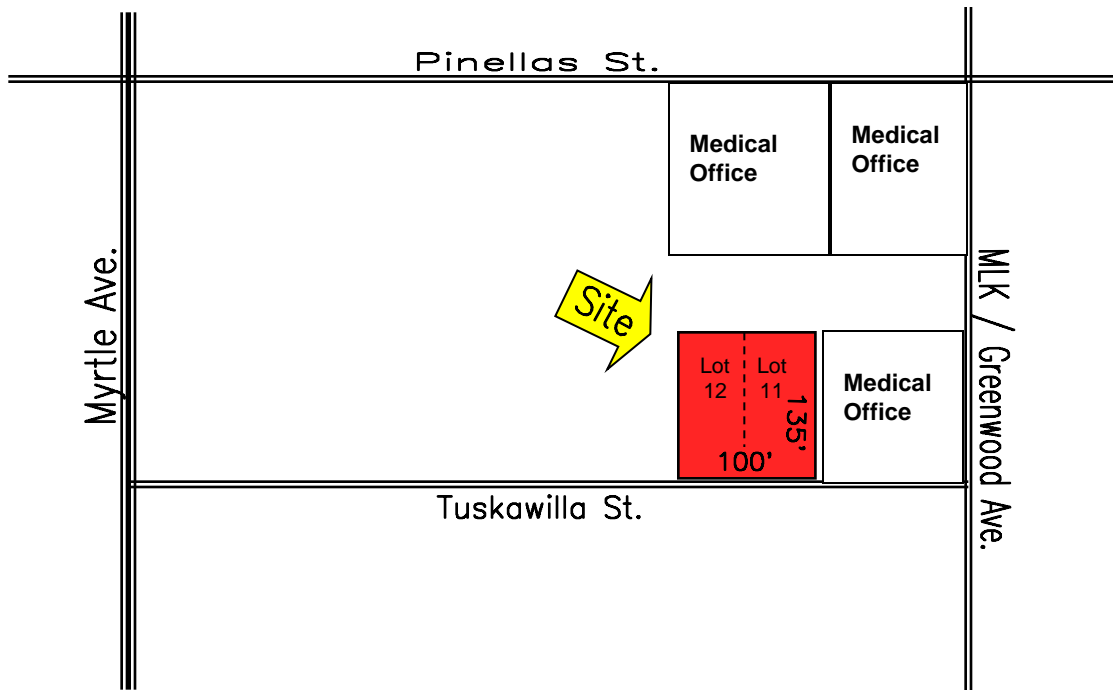 Pinellas St.
Medical
Office
Medical
Office
Myrtle Ave.
Site
MLK / Greenwood Ave.
Lot
12
Lot
11
135'
100'
Medical
Office
Tuskawilla St.